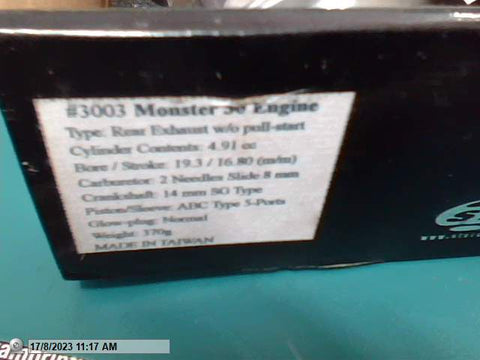 #3003 Monster 30 Engine
Type: Rear Exhaust w/o pull-start
Cylinder Contents: 4.91 cc
Bore / Stroke: 19.3 / 16.80 (m/m)
Carburetor: 2 Needles Slide 8 mm
Crankshaft: 14 mm SG Type
Piston/Sleeve: ABC Type 5-Ports
Glow-plug: Normal
Weight: 370g
MADE IN TAIWAN
17/8/2023 11:17 AM